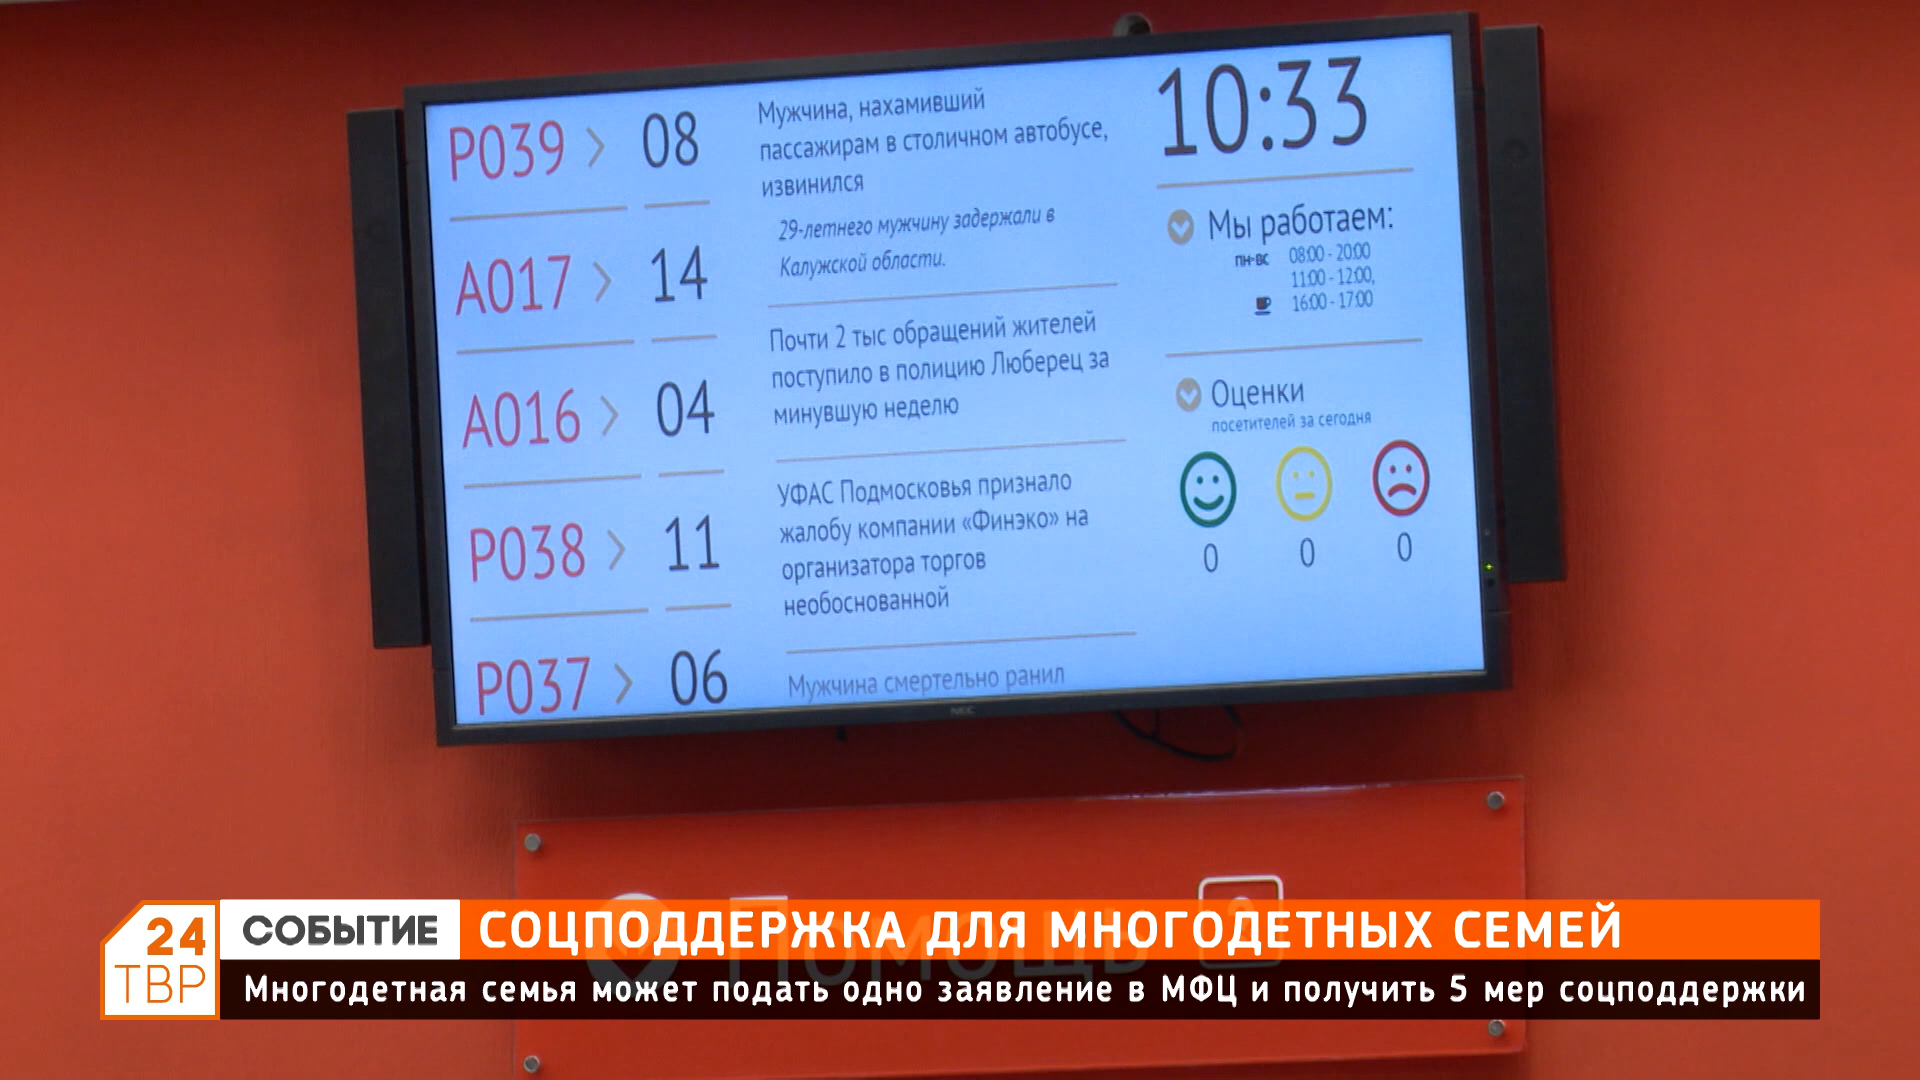 P039 > 08
A017 > 14
A016 > 04
P038 > 11
P037 > 06
Мужчина, нахамивший
пассажирам в столичном автобусе,
извинился
29-летнего мужчину задержали в
Калужской области.
Почти 2 тыс обращений жителей
поступило в полицию Люберец за
минувшую неделю
УФАС Подмосковья признало
жалобу компании «Финэко» на
организатора торгов
необоснованной
Мужчина смертельно ранил
10:33
Мы работаем:
пн-вс 08:00 - 20:00
11:00 - 12:00,
16:00 - 17:00
Оценки
посетителей за сегодня
0 0 0
NEC
Помощь ?
24
ТВР
СОБЫТИЕ
СОЦПОДДЕРЖКА ДЛЯ МНОГОДЕТНЫХ СЕМЕЙ
Многодетная семья может подать одно заявление в МФЦ и получить 5 мер соцподдержки